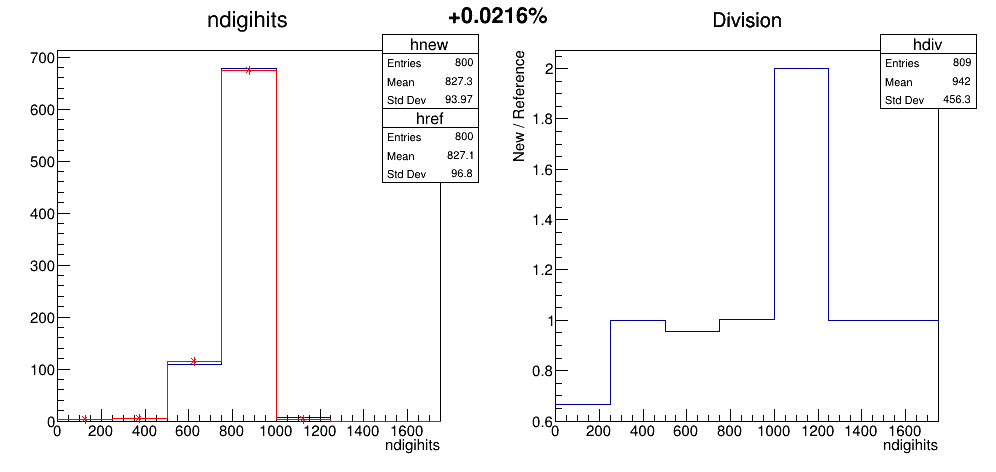 +0.0216%
ndigihits
hnew
Entries 800
Mean 827.3
Std Dev 93.97
href
Entries 800
Mean 827.1
Std Dev 96.8
700
600
500
400
300
200
100
0
0 200 400 600 800 1000 1200 1400 1600
ndigihits
Division
hdiv
Entries 809
Mean 942
Std Dev 456.3
New / Reference
2
1.8
1.6
1.4
1.2
1
0.8
0.6
0 200 400 600 800 1000 1200 1400 1600
ndigihits